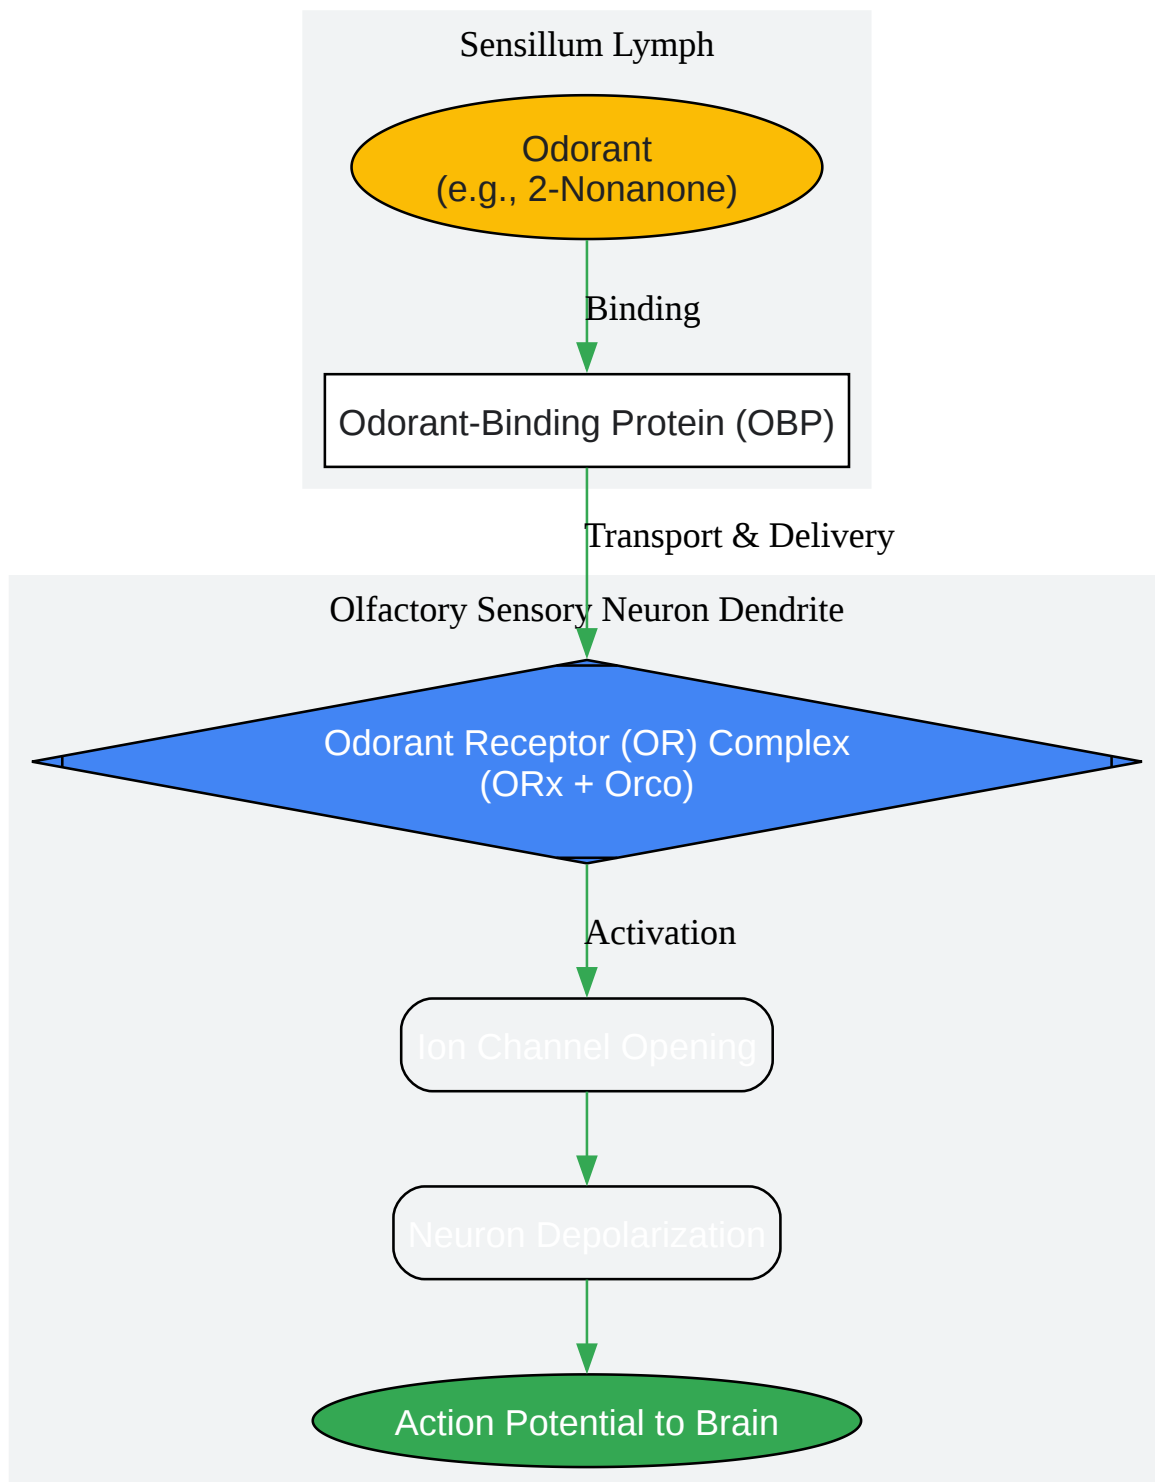 Sensillum Lymph
Odorant
(e.g., 2-Nonanone)
Binding
Odorant-Binding Protein (OBP)
Transport & Delivery
Olfactory Sensory Neuron Dendrite
Odorant Receptor (OR) Complex
(ORx + Orco)
Activation
Ion Channel Opening
Neuron Depolarization
Action Potential to Brain